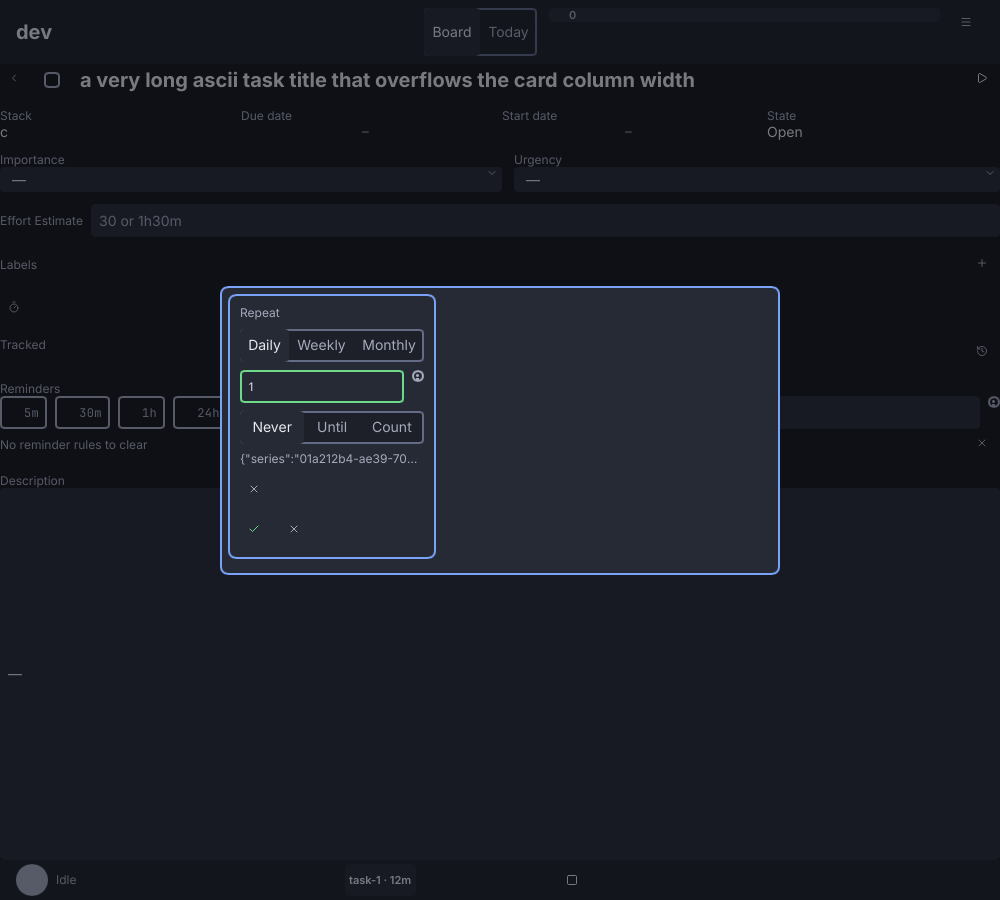 dev
Board Today
0
a very long ascii task title that overflows the card column width
Stack Due date Start date State
c – – Open
Importance Urgency
— —
Effort Estimate 30 or 1h30m
Labels
Repeat
Daily Weekly Monthly
1
Never Until Count
{"series":"01a212b4-ae39-70...
Tracked
Reminders
5m 30m 1h 24h
No reminder rules to clear
Description
—
Idle task-1 · 12m